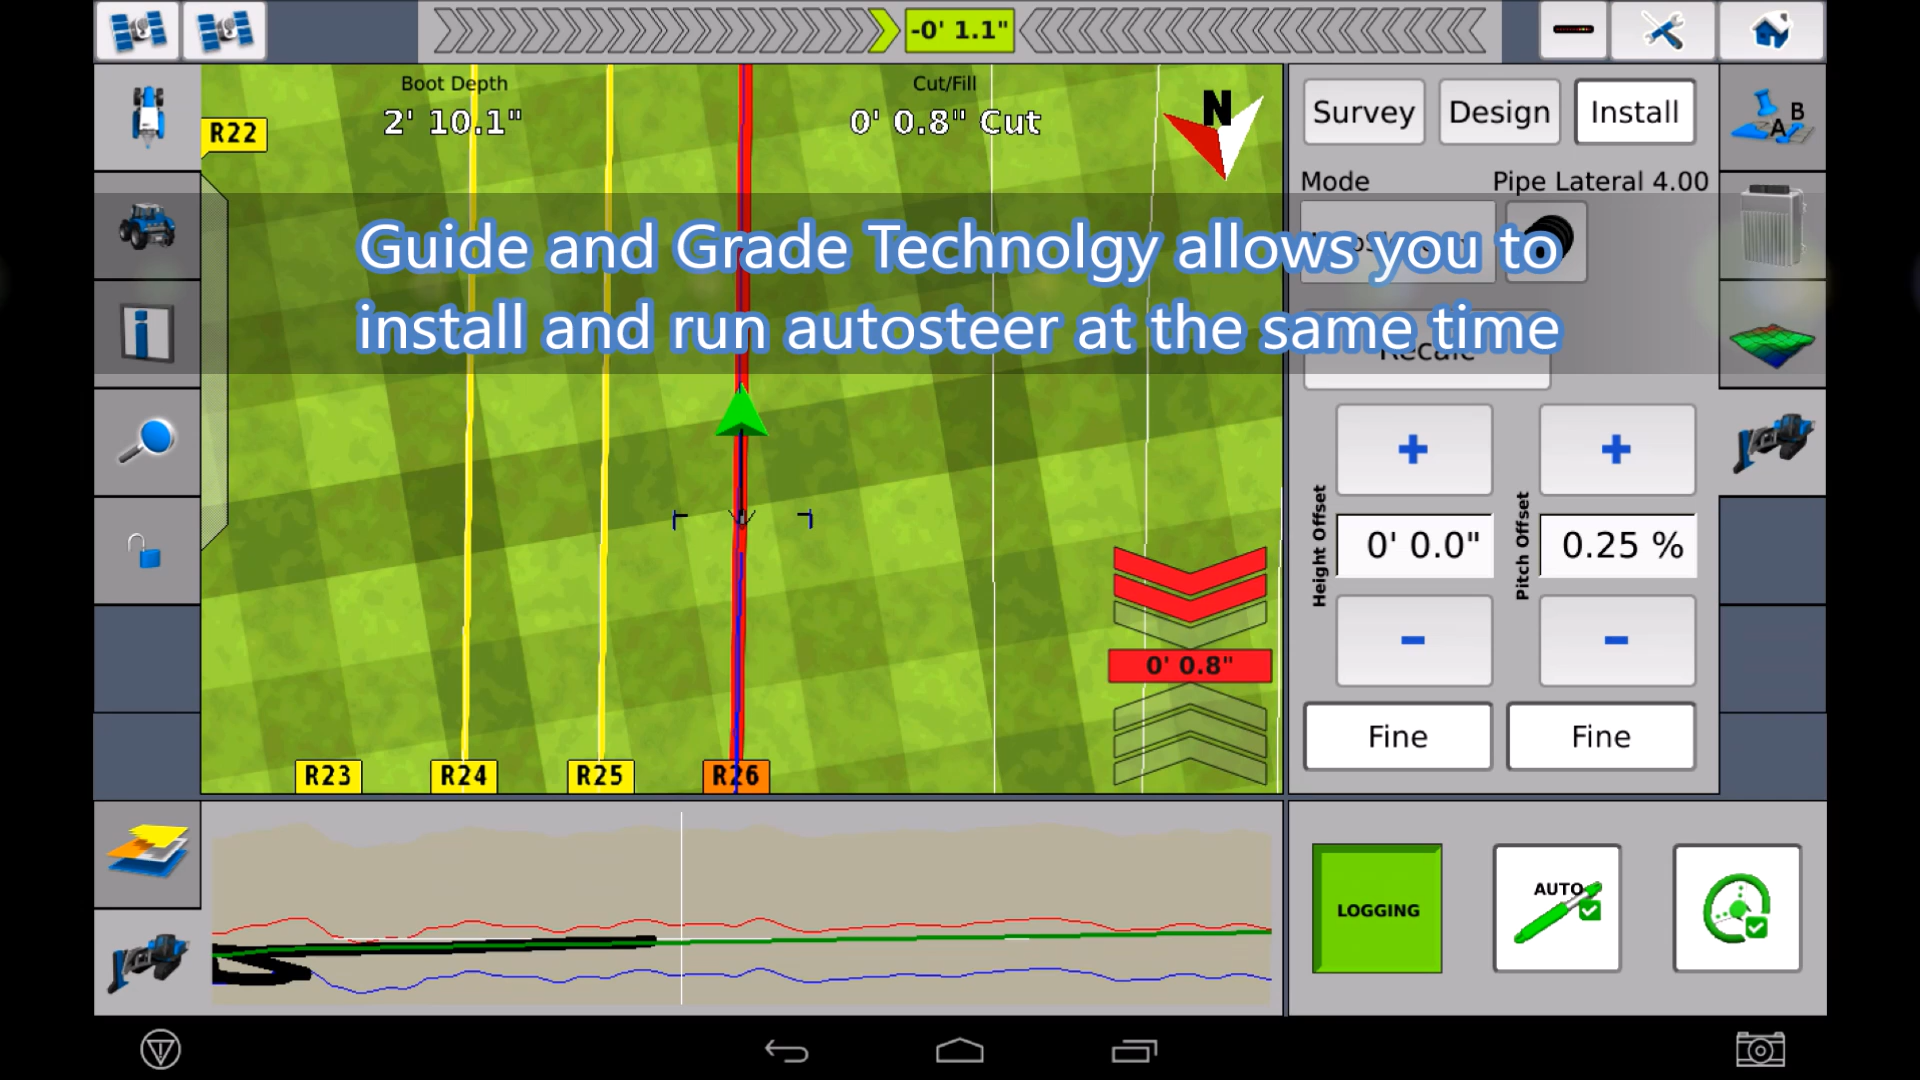 -0' 1.1"
Boot Depth
2' 10.1"
Cut/Fill
0' 0.8" Cut
N
R22
Survey
Design
Install
Mode
Pipe Lateral 4.00
Guide and Grade Technolgy allows you to
install and run autosteer at the same time
Recalc
A B
Height Offset
0' 0.0"
Pitch Offset
0.25 %
Fine
Fine
0' 0.8"
R23
R24
R25
R26
LOGGING
AUTO